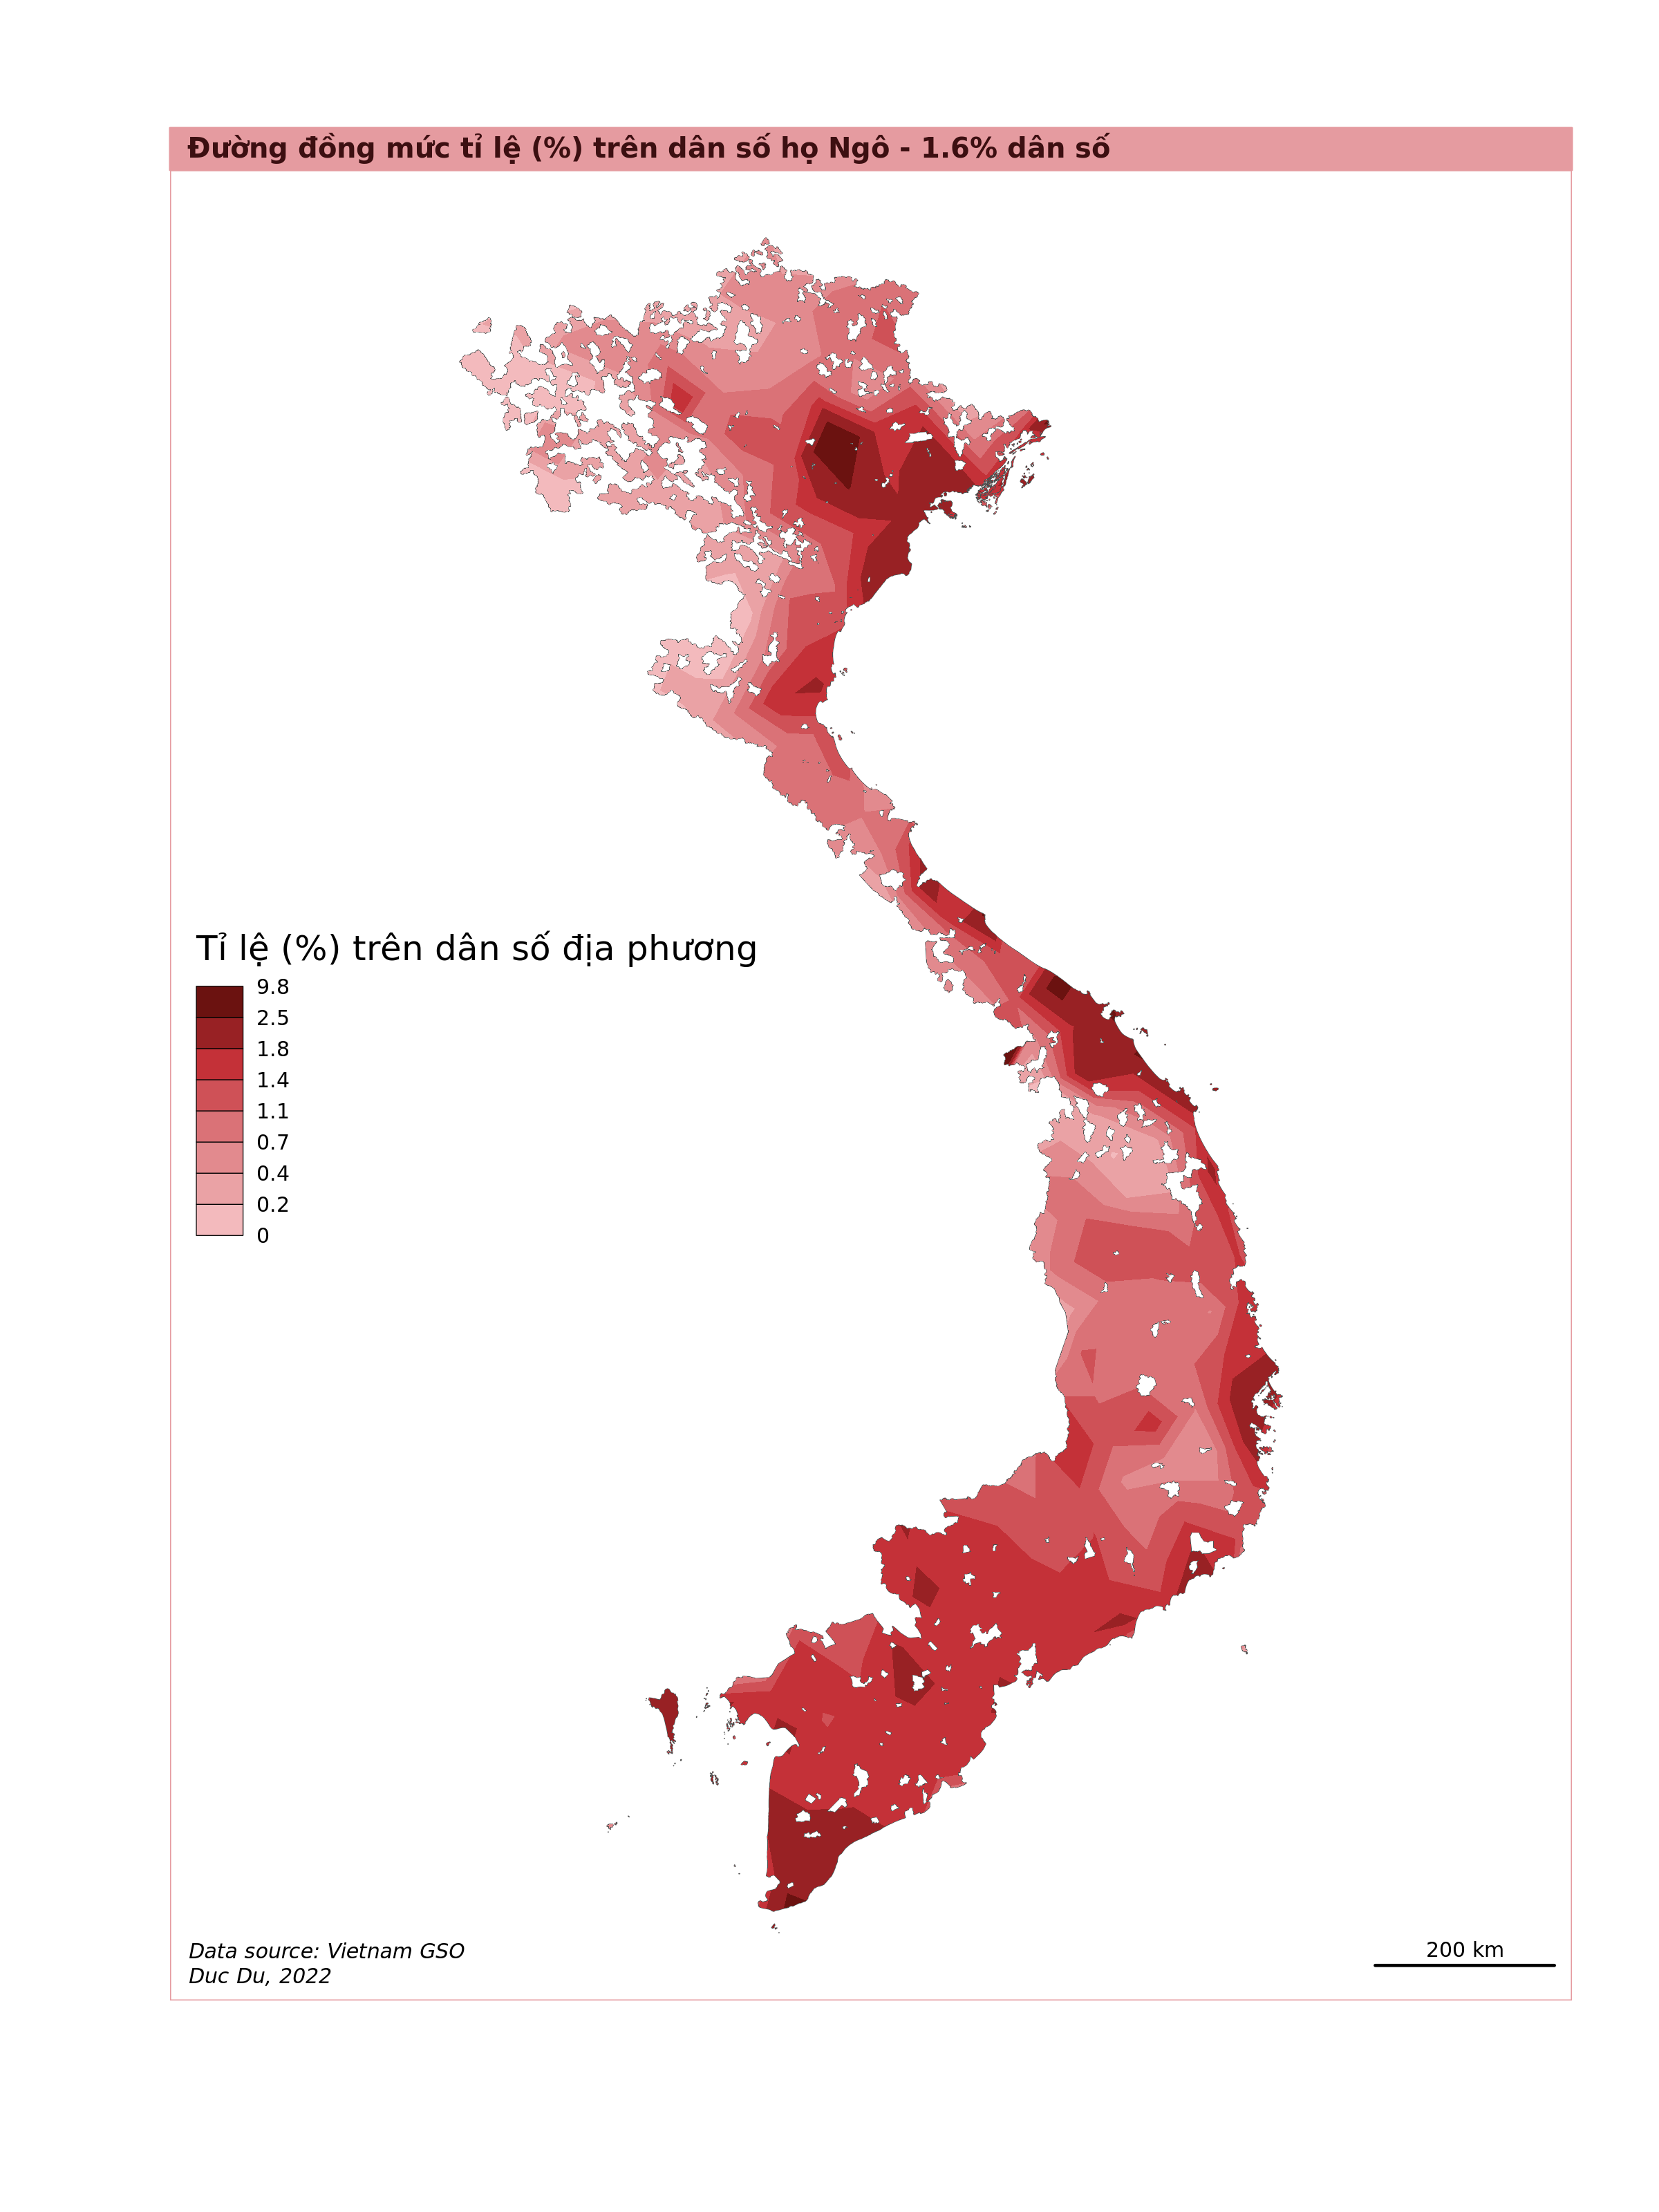 Đường đồng mức tỉ lệ (%) trên dân số họ Ngô - 1.6% dân số
Tỉ lệ (%) trên dân số địa phương
9.8
2.5
1.8
1.4
1.1
0.7
0.4
0.2
0
Data source: Vietnam GSO
Duc Du, 2022
200 km